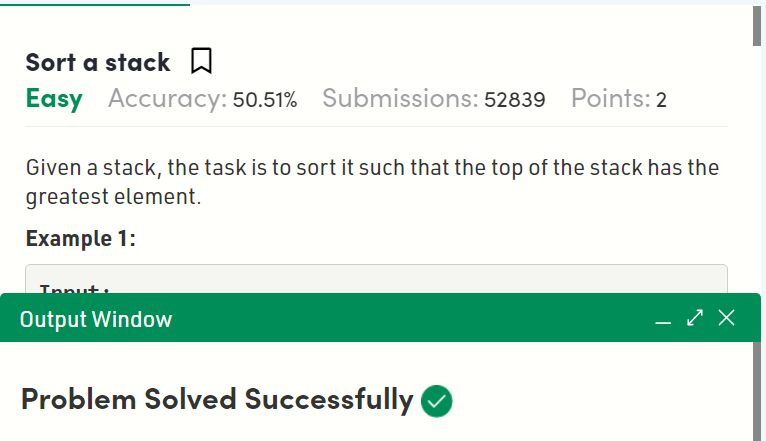 Sort a stack
Easy Accuracy: 50.51% Submissions: 52839 Points: 2
Given a stack, the task is to sort it such that the top of the stack has the
greatest element.
Example 1:
Input:
Output Window
Problem Solved Successfully